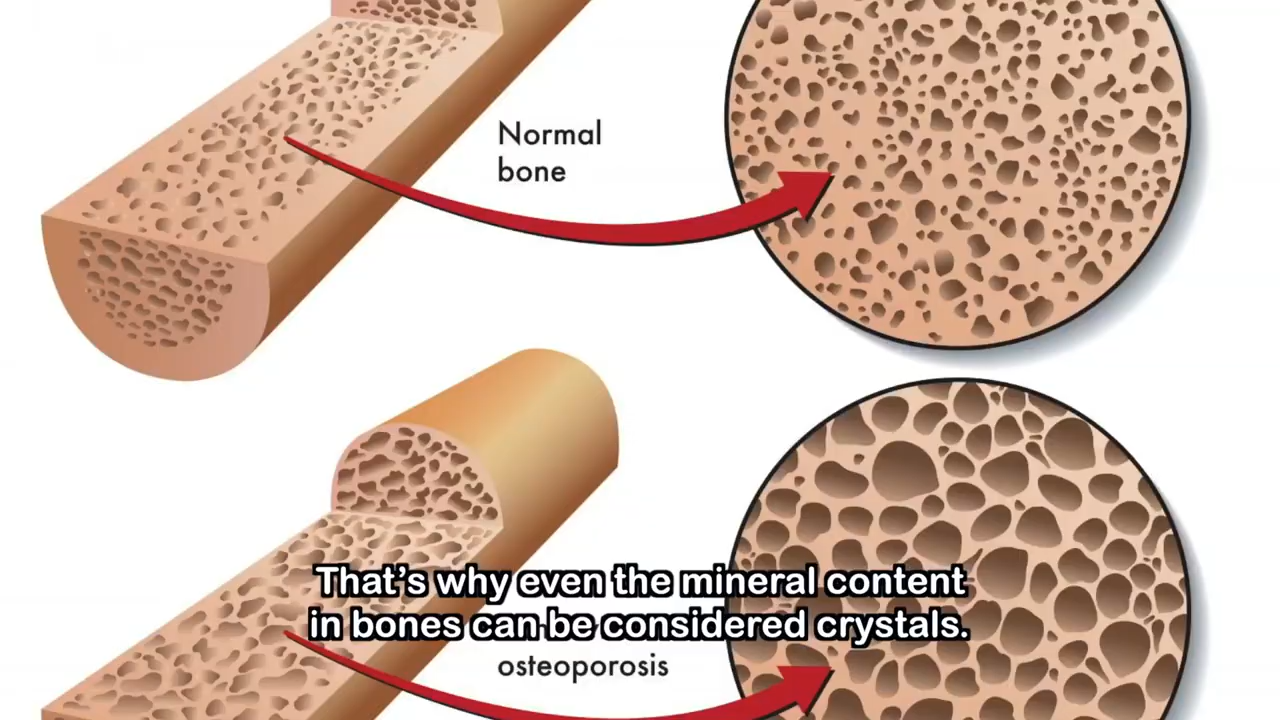 Normal
bone
That's why even the mineral content
in bones can be considered crystals.
osteoporosis